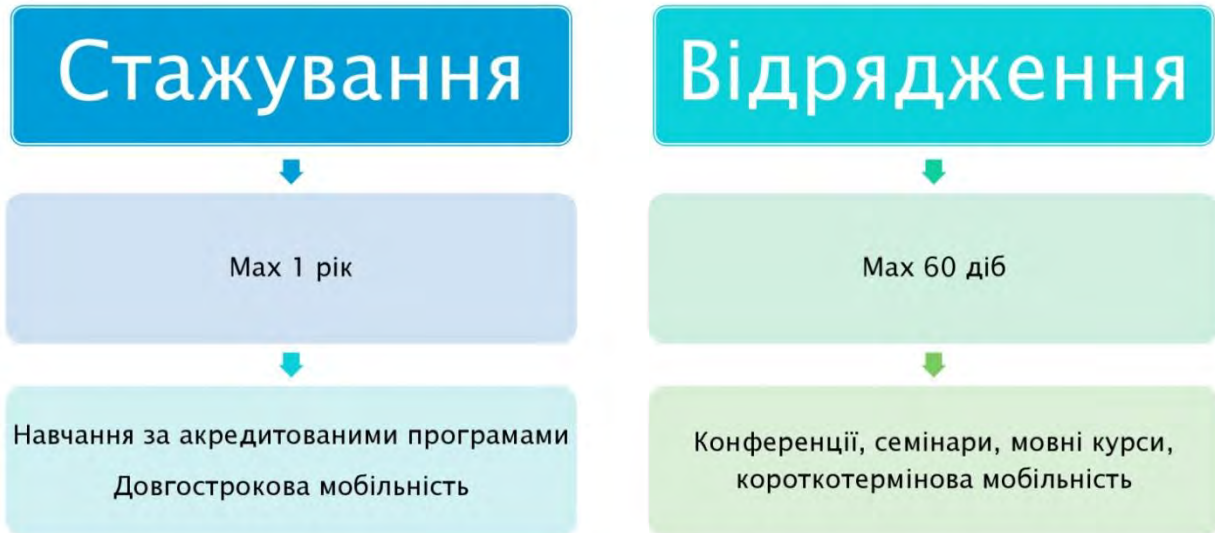 Стажування
Max 1 рік
Навчання за акредитованими програмами
Довгострокова мобільність
Відрядження
Max 60 діб
Конференції, семінари, мовні курси,
короткотермінова мобільність